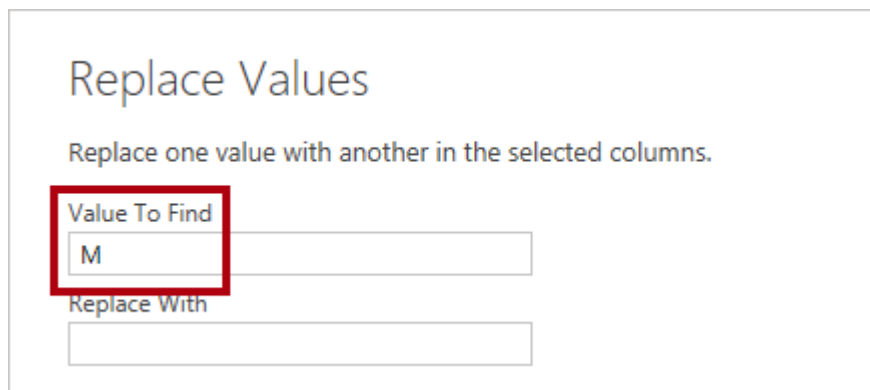 Replace Values
Replace one value with another in the selected columns.
Value To Find
M
Replace With